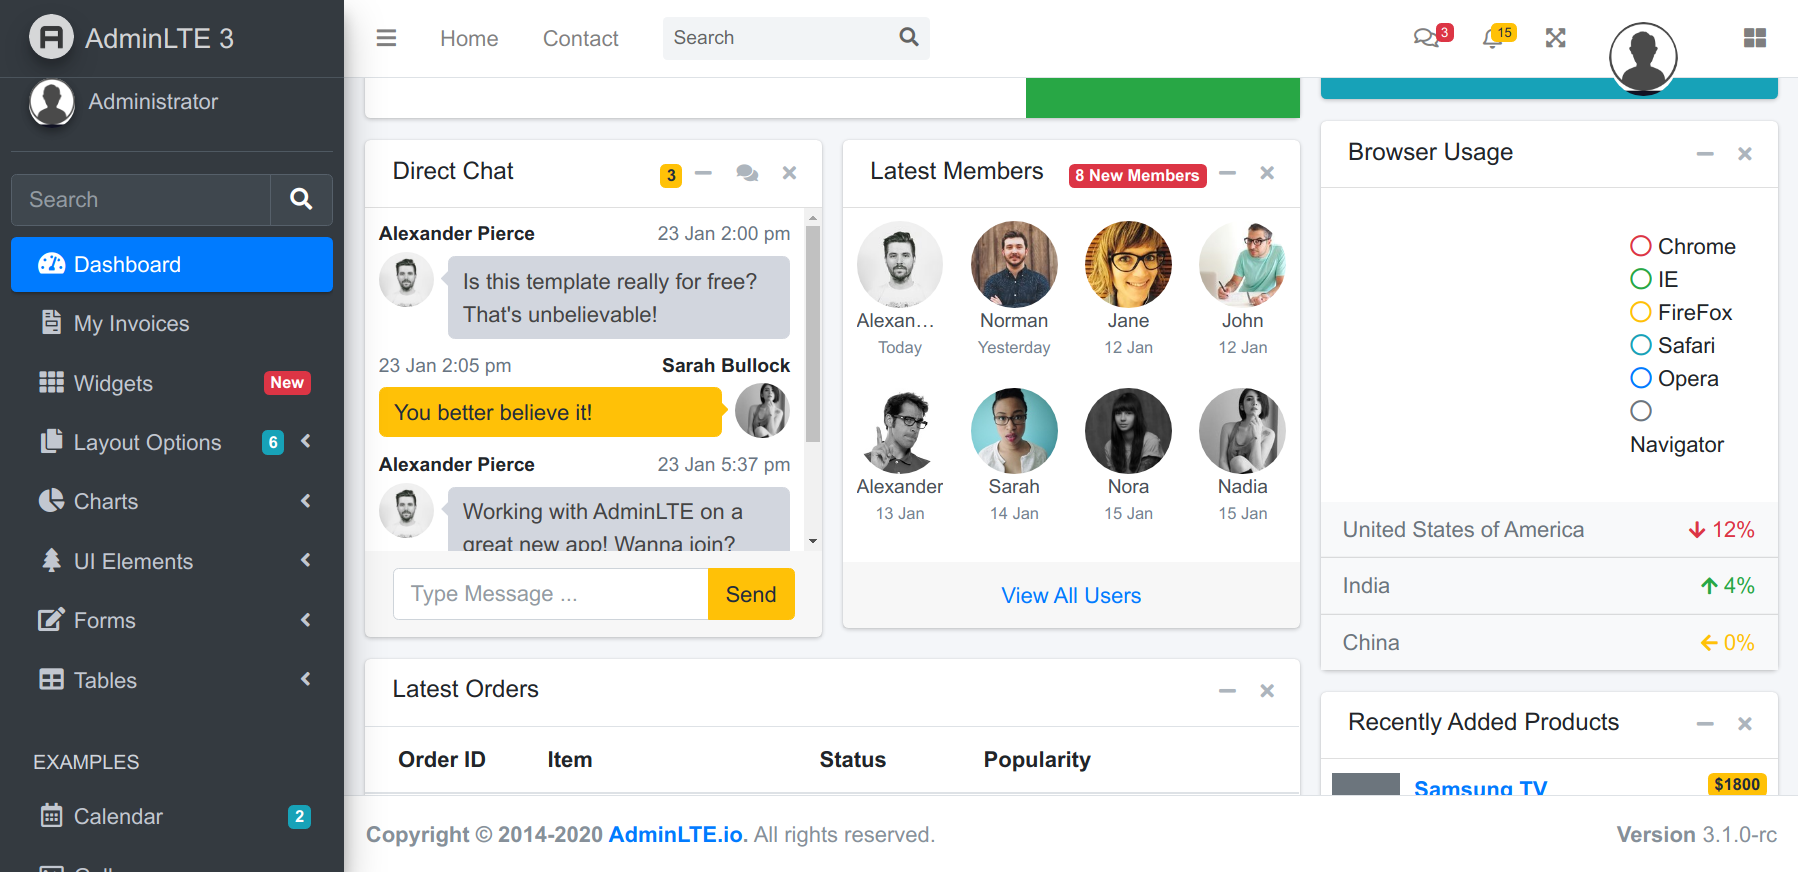 AdminLTE 3
Home
Contact
Search
3
15
Administrator
Search
Dashboard
My Invoices
Widgets New
Layout Options 6
Charts
UI Elements
Forms
Tables
EXAMPLES
Calendar 2
Direct Chat 3
Alexander Pierce 23 Jan 2:00 pm
Is this template really for free?
That's unbelievable!
23 Jan 2:05 pm Sarah Bullock
You better believe it!
Alexander Pierce 23 Jan 5:37 pm
Working with AdminLTE on a
great new app! Wanna join?
Type Message ... Send
Latest Members 8 New Members
Alexan... Norman Jane John
Today Yesterday 12 Jan 12 Jan
Alexander Sarah Nora Nadia
13 Jan 14 Jan 15 Jan 15 Jan
View All Users
Browser Usage
Chrome
IE
FireFox
Safari
Opera
Navigator
United States of America 12%
India 4%
China 0%
Latest Orders
Order ID Item Status Popularity
Recently Added Products
Samsung TV $1800
Copyright © 2014-2020 AdminLTE.io. All rights reserved.
Version 3.1.0-rc